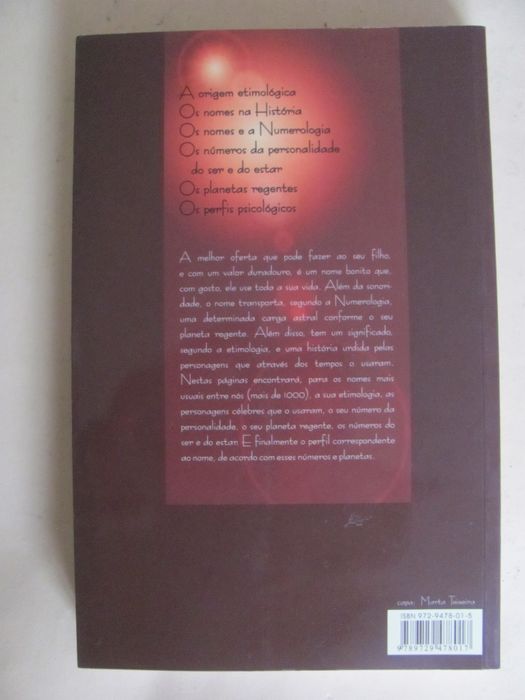 A origem etimológica
Os nomes na História
Os nomes e a Numerologia
Os números da personalidade
do ser e do estar
Os planetas regentes
Os perfis psicológicos
A melhor oferta que pode fazer ao seu filho,
e com um valor duradouro, é um nome bonito que,
com gosto, ele use toda a sua vida. Além da sonori-
dade, o nome transporta, segundo a Numerologia,
uma determinada carga astral conforme o seu
planeta regente. Além disso, tem um significado,
segundo a etimologia, e uma história urdida pelas
personagens que através dos tempos o usaram.
Nestas páginas encontrará, para os nomes mais
usuais entre nós (mais de 1000), a sua etimologia, as
personagens célebres que o usaram, o seu número da
personalidade, o seu planeta regente, os números do
ser e do estar. E finalmente o perfil correspondente
ao nome, de acordo com esses números e planetas.
capa: Marta Teixeira
ISBN 972-9478-01-5
9 789729 478017